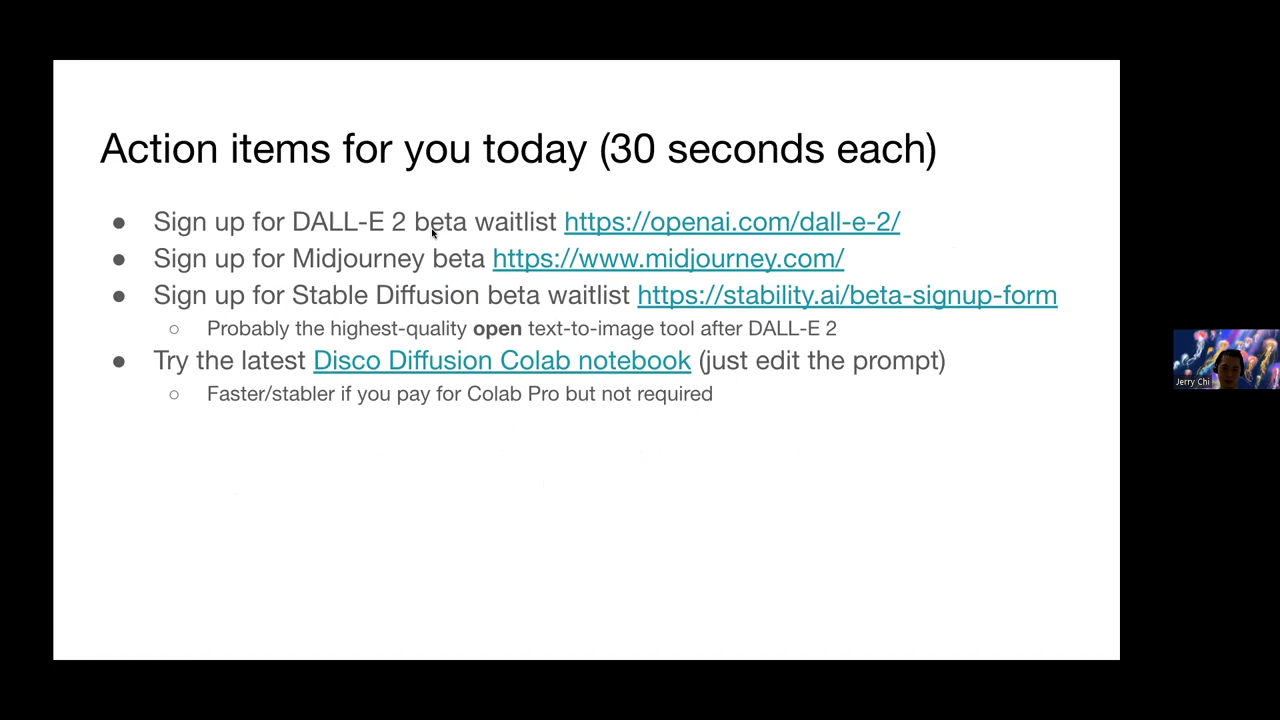 Action items for you today (30 seconds each)
● Sign up for DALL-E 2 beta waitlist https://openai.com/dall-e-2/
● Sign up for Midjourney beta https://www.midjourney.com/
● Sign up for Stable Diffusion beta waitlist https://stability.ai/beta-signup-form
○ Probably the highest-quality open text-to-image tool after DALL-E 2
● Try the latest Disco Diffusion Colab notebook (just edit the prompt)
○ Faster/stabler if you pay for Colab Pro but not required
Jerry Chi